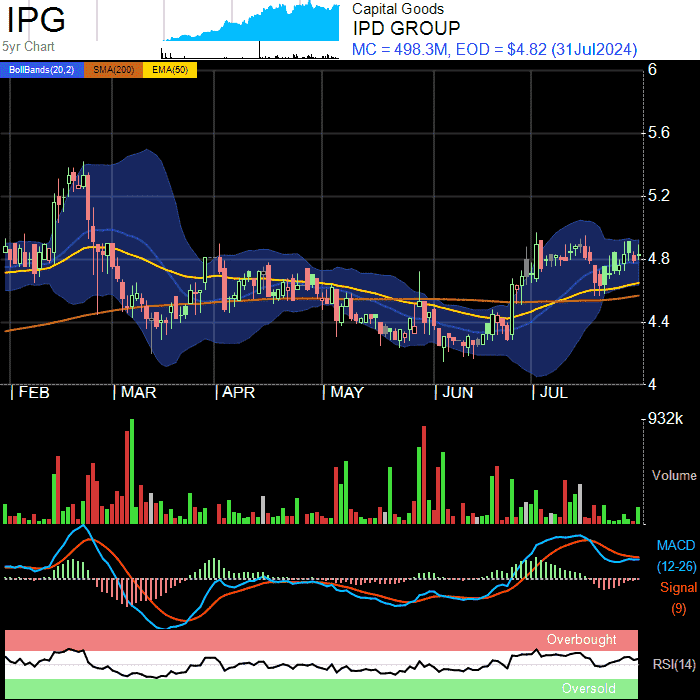 IPG
5yr Chart
Capital Goods
IPD GROUP
MC = 498.3M, EOD = $4.82 (31Jul2024)
BollBands(20,2) SMA(200) EMA(50)
6
5.6
5.2
4.8
4.4
4
FEB MAR APR MAY JUN JUL
932k
Volume
MACD
(12-26)
Signal
(9)
Overbought
RSI(14)
Oversold